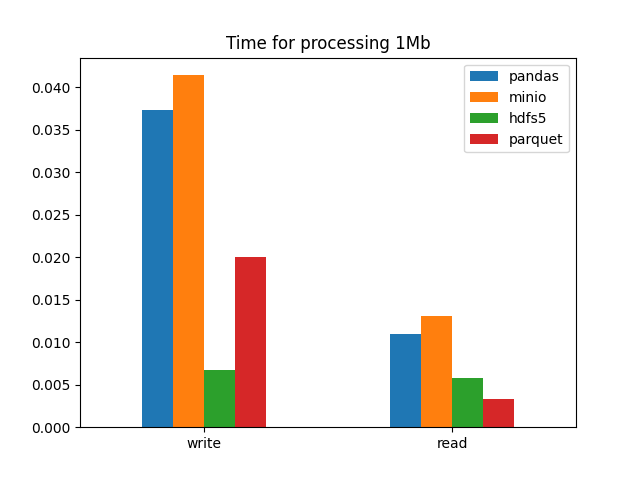 Time for processing 1Mb
pandas
minio
hdfs5
parquet
0.040
0.035
0.030
0.025
0.020
0.015
0.010
0.005
0.000
write
read